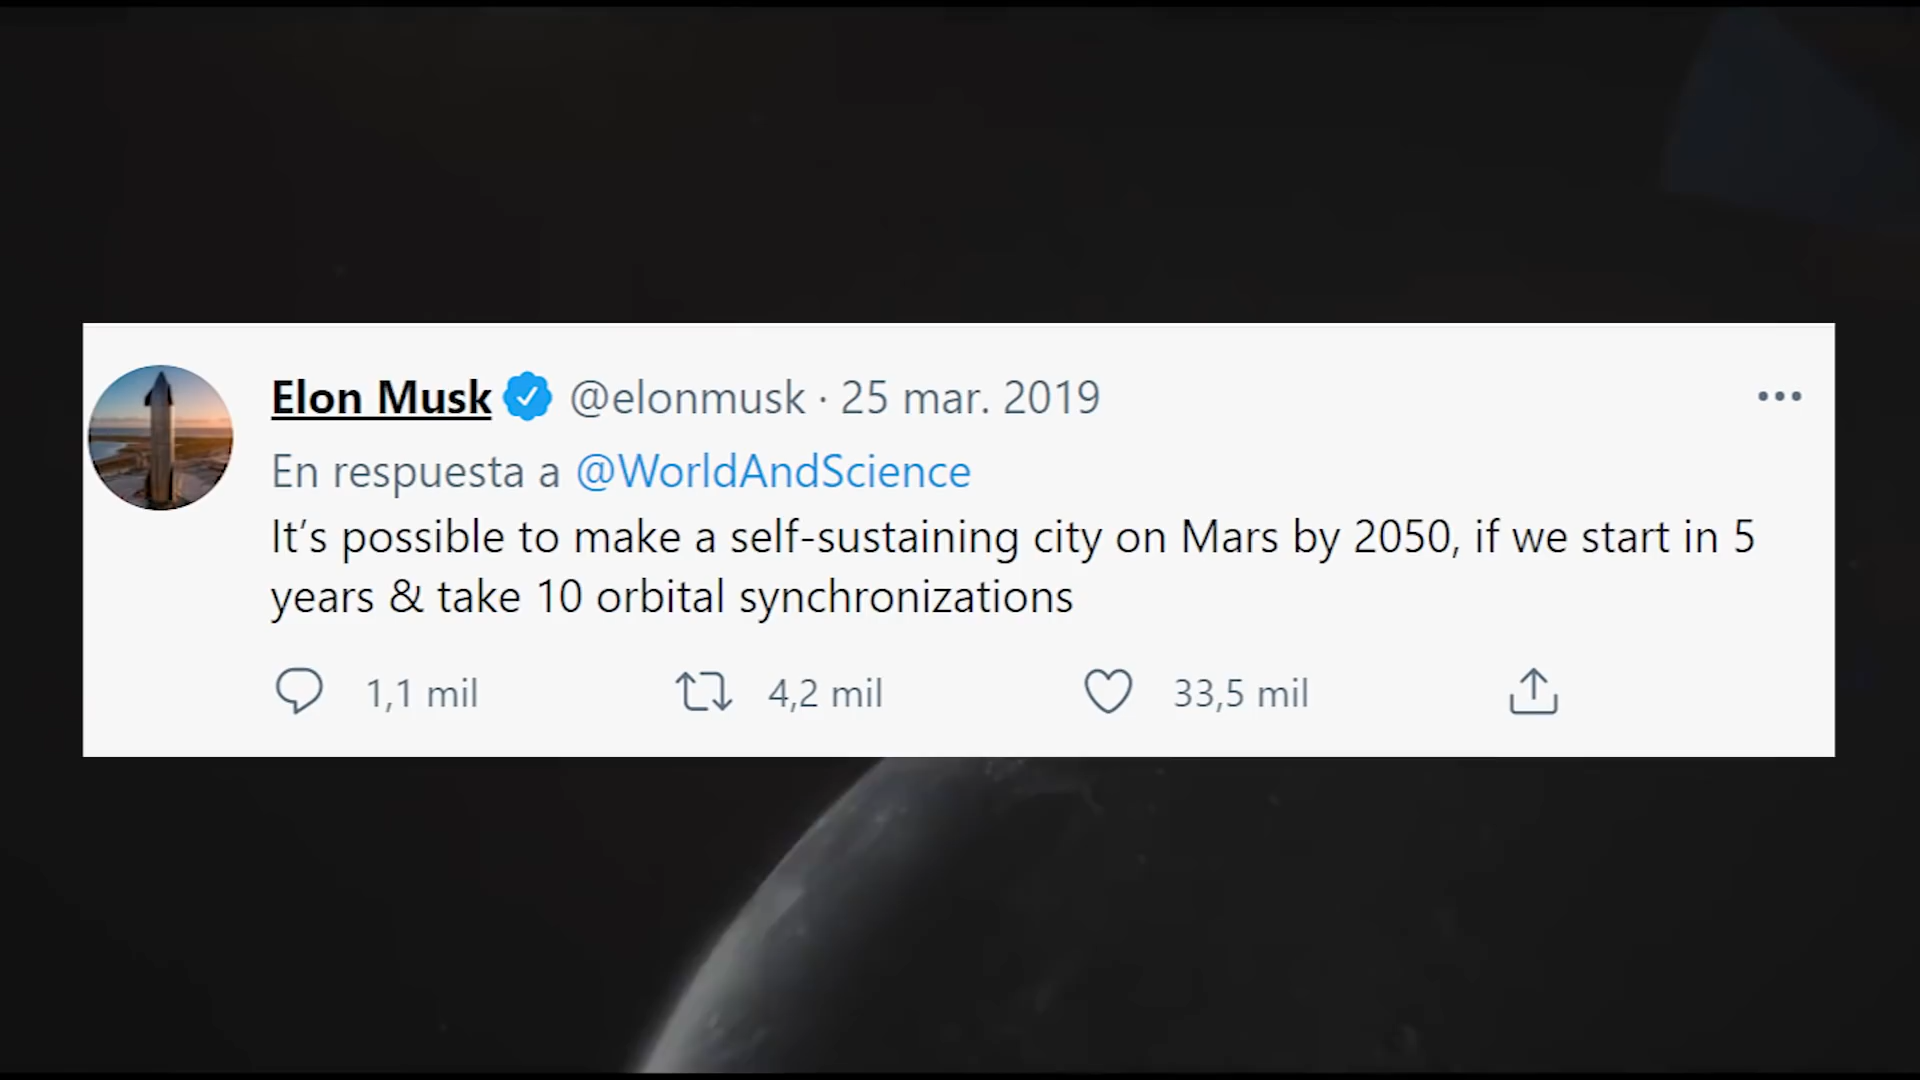 Elon Musk @elonmusk · 25 mar. 2019
En respuesta a @WorldAndScience
It’s possible to make a self-sustaining city on Mars by 2050, if we start in 5
years & take 10 orbital synchronizations
1,1 mil 4,2 mil 33,5 mil